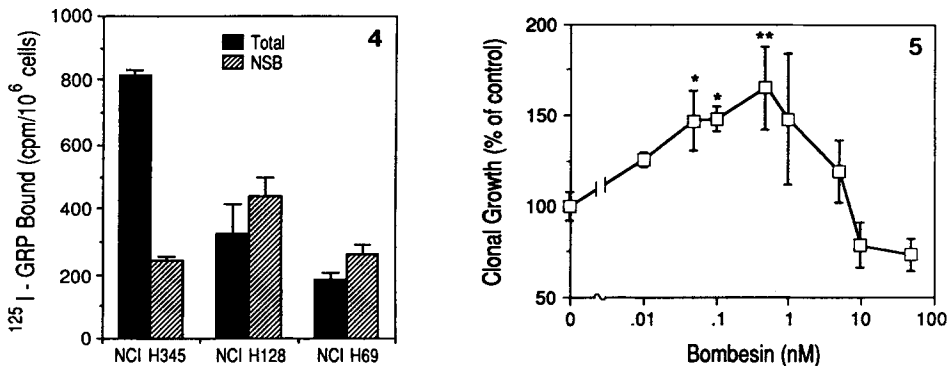 4
Total
NSB
1000
800
600
400
200
0
125 I - GRP Bound (cpm/10^6 cells)
NCI H345 NCI H128 NCI H69
5
200
150
100
50
Clonal Growth (% of control)
* * **
0 .01 .1 1 10 100
Bombesin (nM)